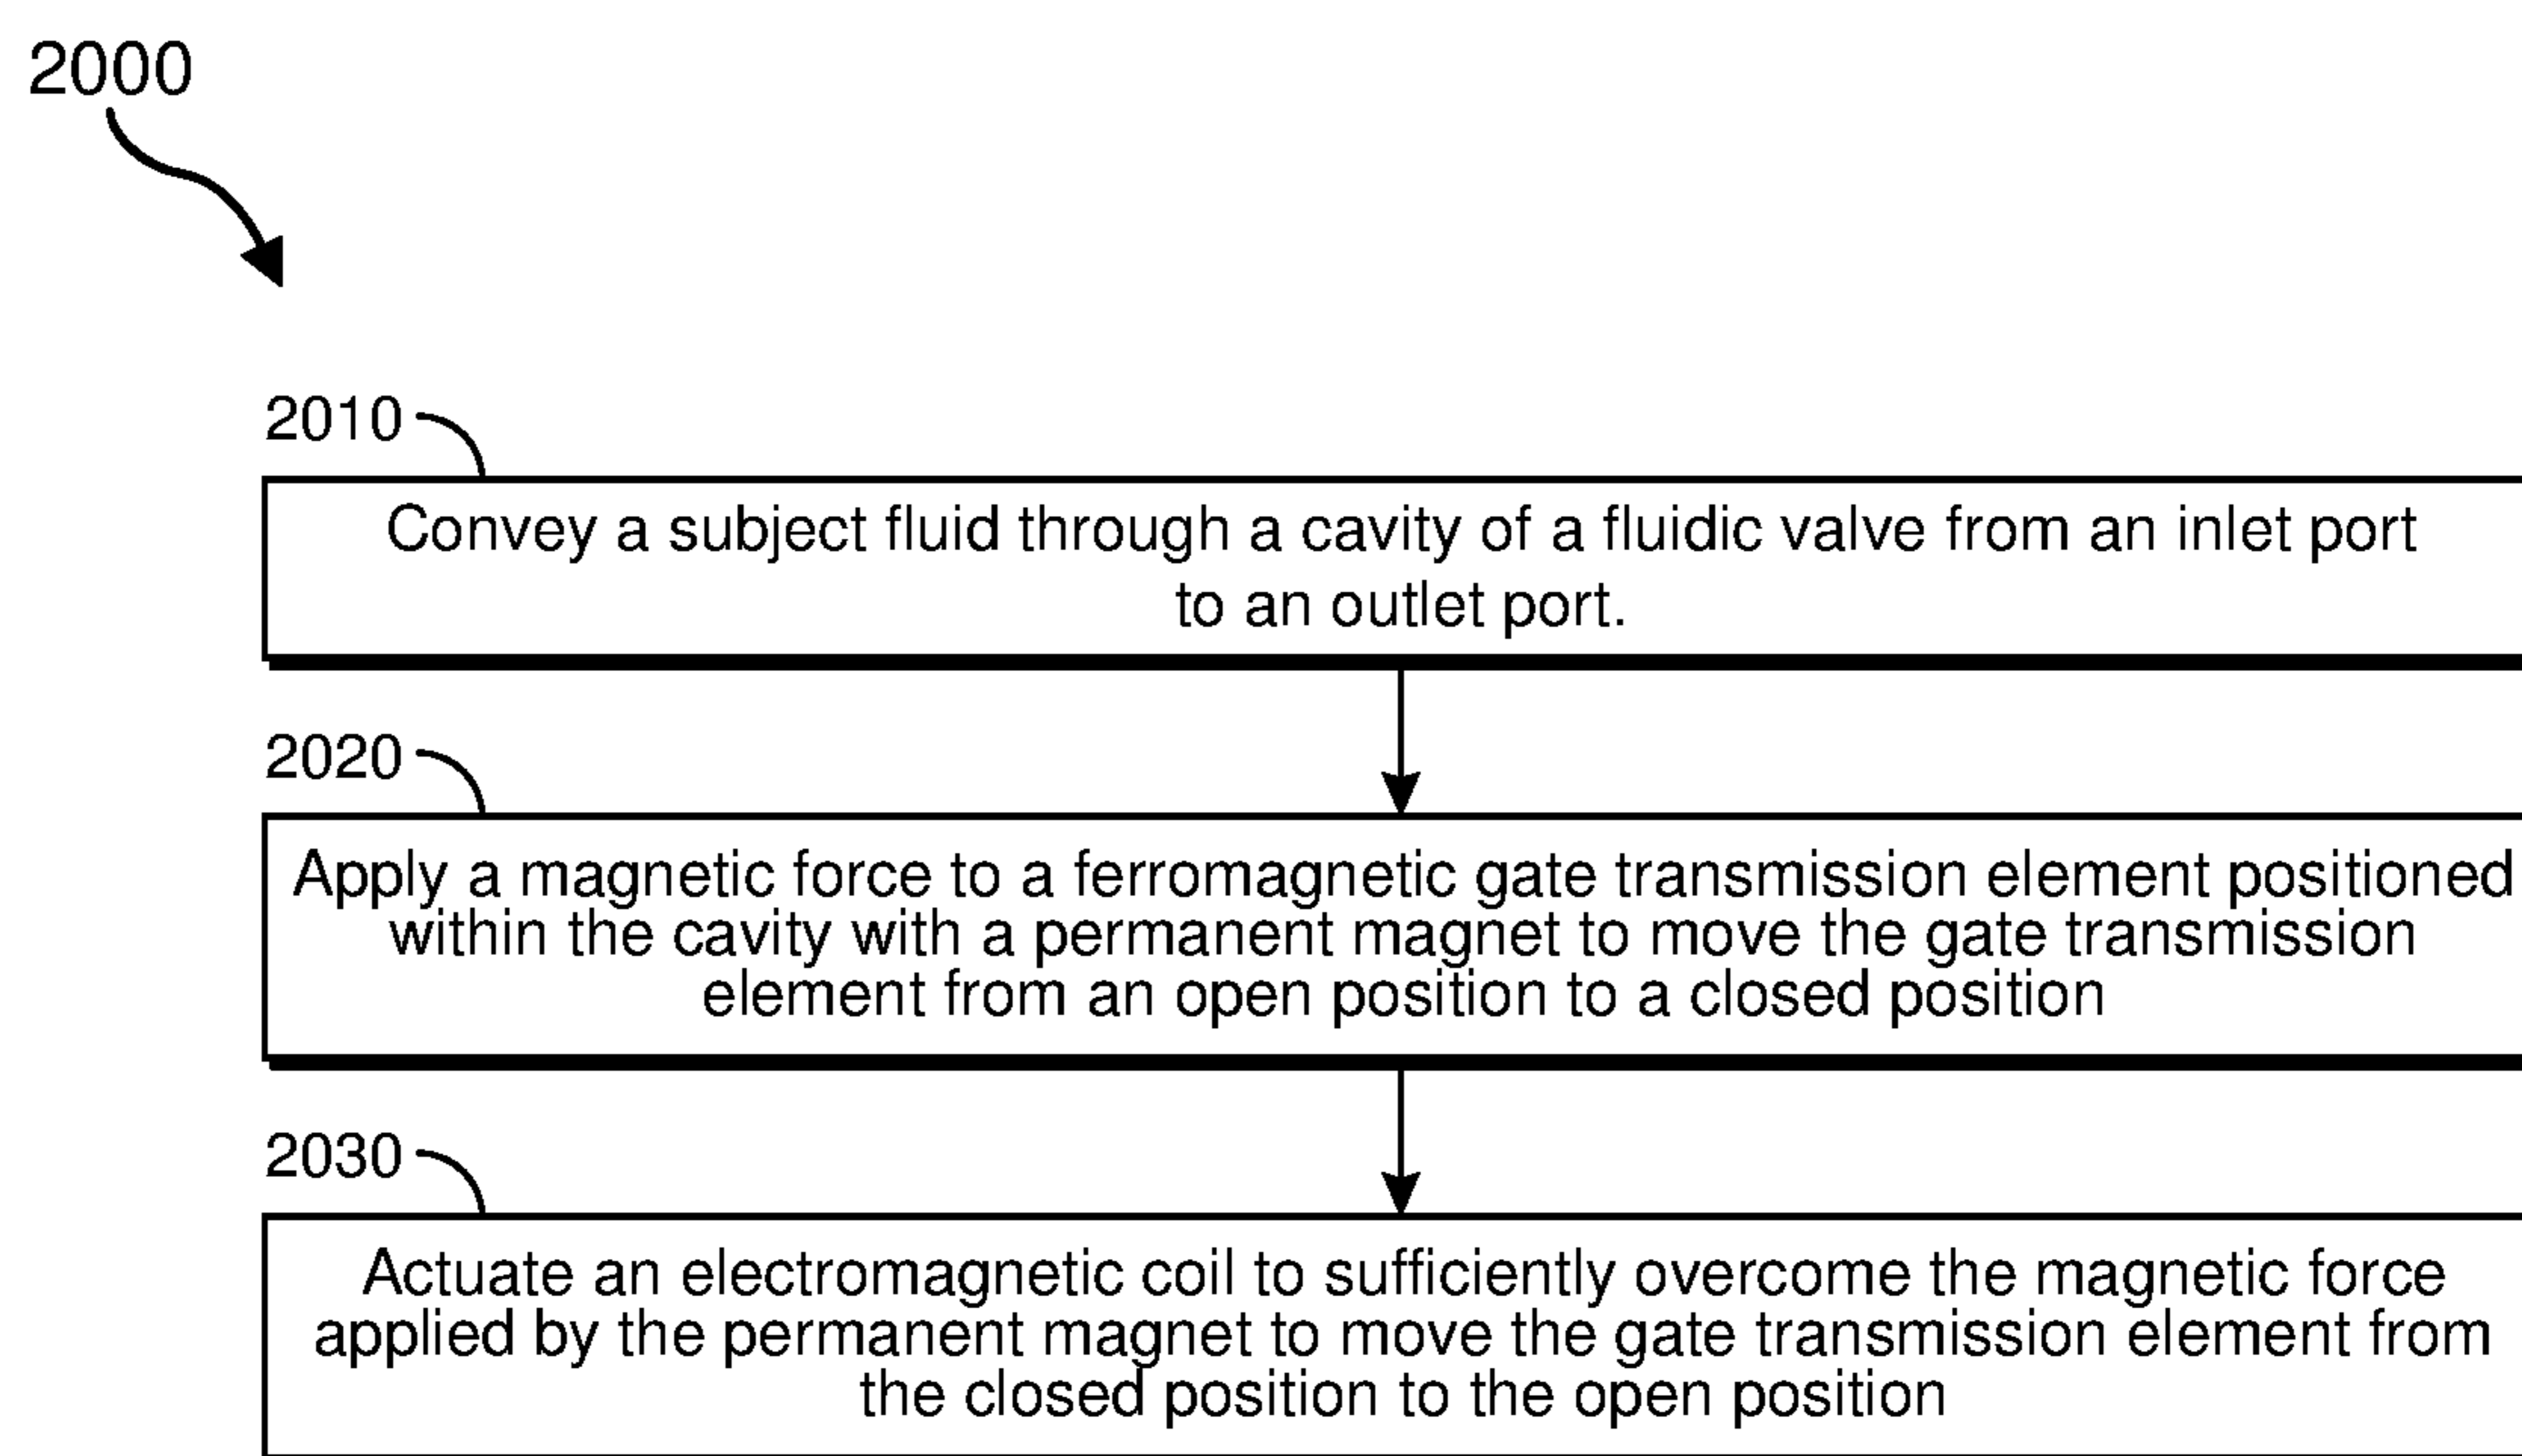 2000
2010
Convey a subject fluid through a cavity of a fluidic valve from an inlet port
to an outlet port.
2020
Apply a magnetic force to a ferromagnetic gate transmission element positioned
within the cavity with a permanent magnet to move the gate transmission
element from an open position to a closed position
2030
Actuate an electromagnetic coil to sufficiently overcome the magnetic force
applied by the permanent magnet to move the gate transmission element from
the closed position to the open position